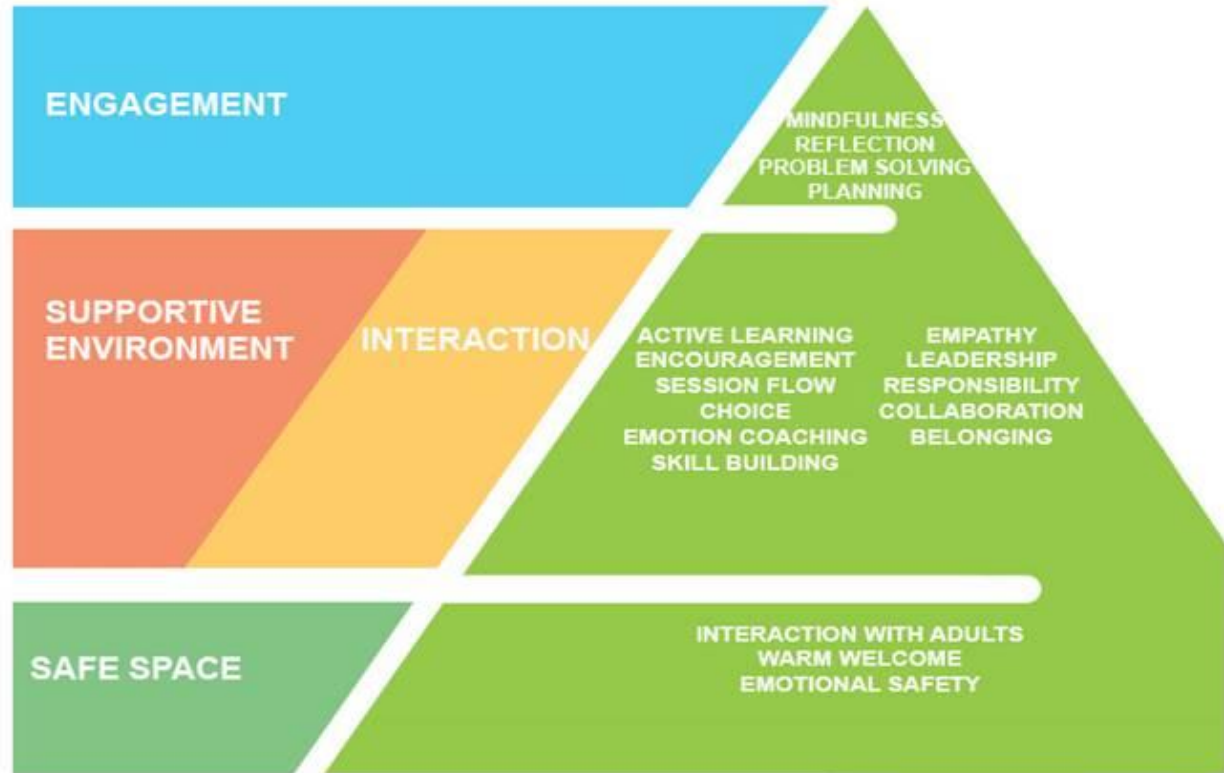 ENGAGEMENT
MINDFULNESS
REFLECTION
PROBLEM SOLVING
PLANNING
SUPPORTIVE
ENVIRONMENT
INTERACTION
ACTIVE LEARNING
ENCOURAGEMENT
SESSION FLOW
CHOICE
EMOTION COACHING
SKILL BUILDING
EMPATHY
LEADERSHIP
RESPONSIBILITY
COLLABORATION
BELONGING
SAFE SPACE
INTERACTION WITH ADULTS
WARM WELCOME
EMOTIONAL SAFETY